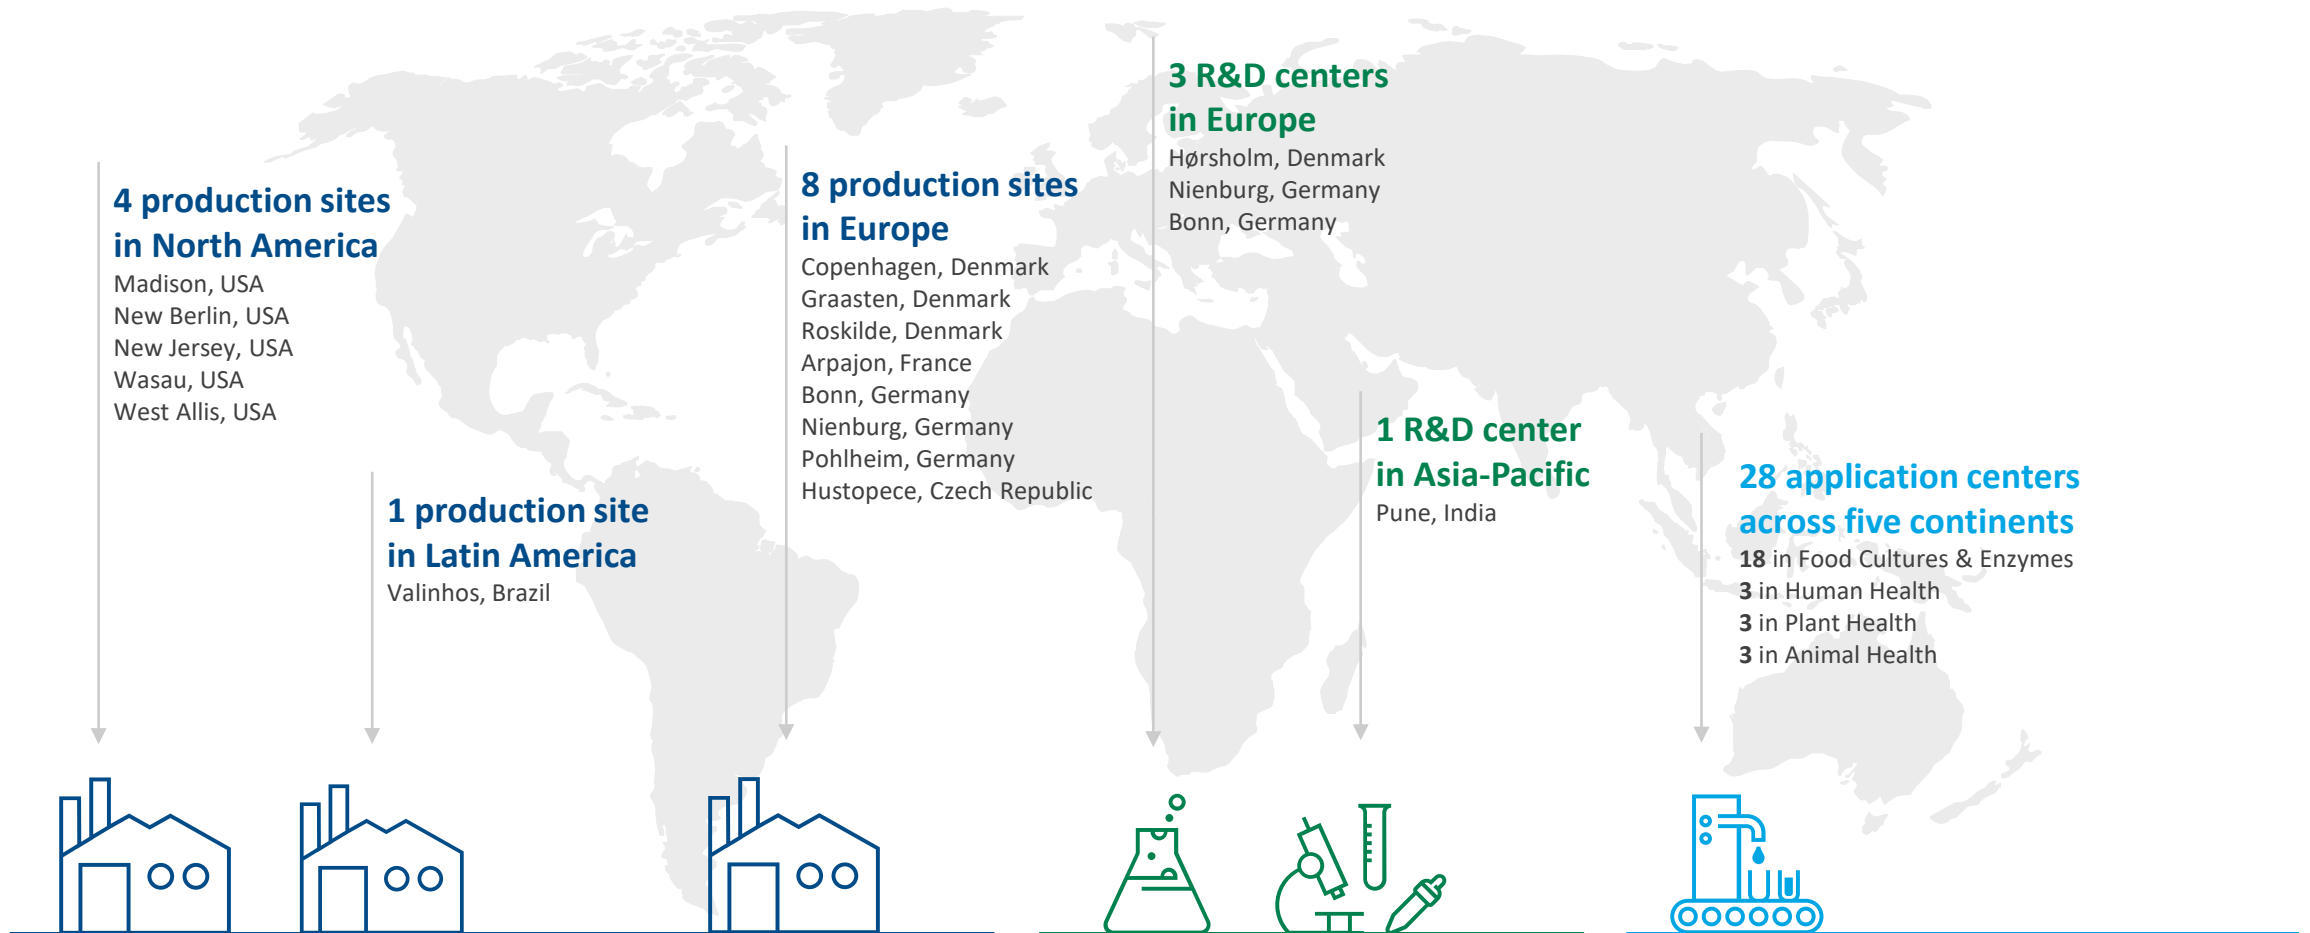 4 production sites
in North America
Madison, USA
New Berlin, USA
New Jersey, USA
Wasau, USA
West Allis, USA
1 production site
in Latin America
Valinhos, Brazil
8 production sites
in Europe
Copenhagen, Denmark
Graasten, Denmark
Roskilde, Denmark
Arpajon, France
Bonn, Germany
Nienburg, Germany
Pohlheim, Germany
Hustopece, Czech Republic
3 R&D centers
in Europe
Hørsholm, Denmark
Nienburg, Germany
Bonn, Germany
1 R&D center
in Asia-Pacific
Pune, India
28 application centers
across five continents
18 in Food Cultures & Enzymes
3 in Human Health
3 in Plant Health
3 in Animal Health